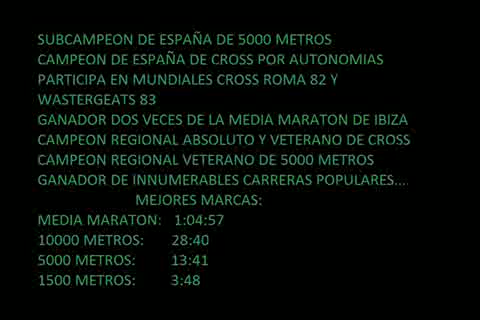 SUBCAMPEON DE ESPAÑA DE 5000 METROS
CAMPEON DE ESPAÑA DE CROSS POR AUTONOMIAS
PARTICIPA EN MUNDIALES CROSS ROMA 82 Y
WASTERGEATS 83
GANADOR DOS VECES DE LA MEDIA MARATON DE IBIZA
CAMPEON REGIONAL ABSOLUTO Y VETERANO DE CROSS
CAMPEON REGIONAL VETERANO DE 5000 METROS
GANADOR DE INNUMERABLES CARRERAS POPULARES....
MEJORES MARCAS:
MEDIA MARATON: 1:04:57
10000 METROS: 28:40
5000 METROS: 13:41
1500 METROS: 3:48